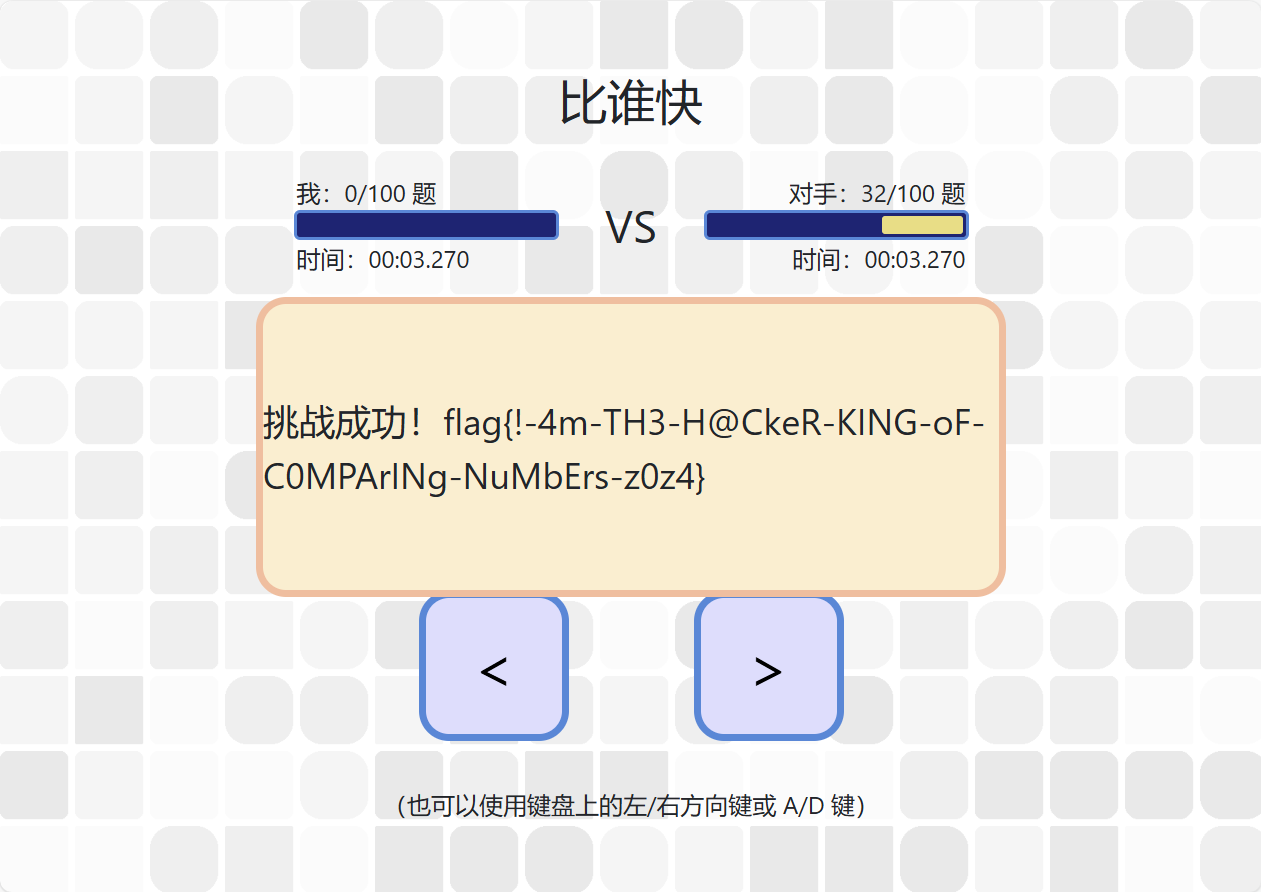 比谁快
我：0/100 题
对手：32/100 题
VS
时间：00:03.270
时间：00:03.270
挑战成功！flag{!-4m-TH3-H@CkeR-KING-oF-
C0MPArINg-NuMbErs-z0z4}
<
>
（也可以使用键盘上的左/右方向键或 A/D 键）